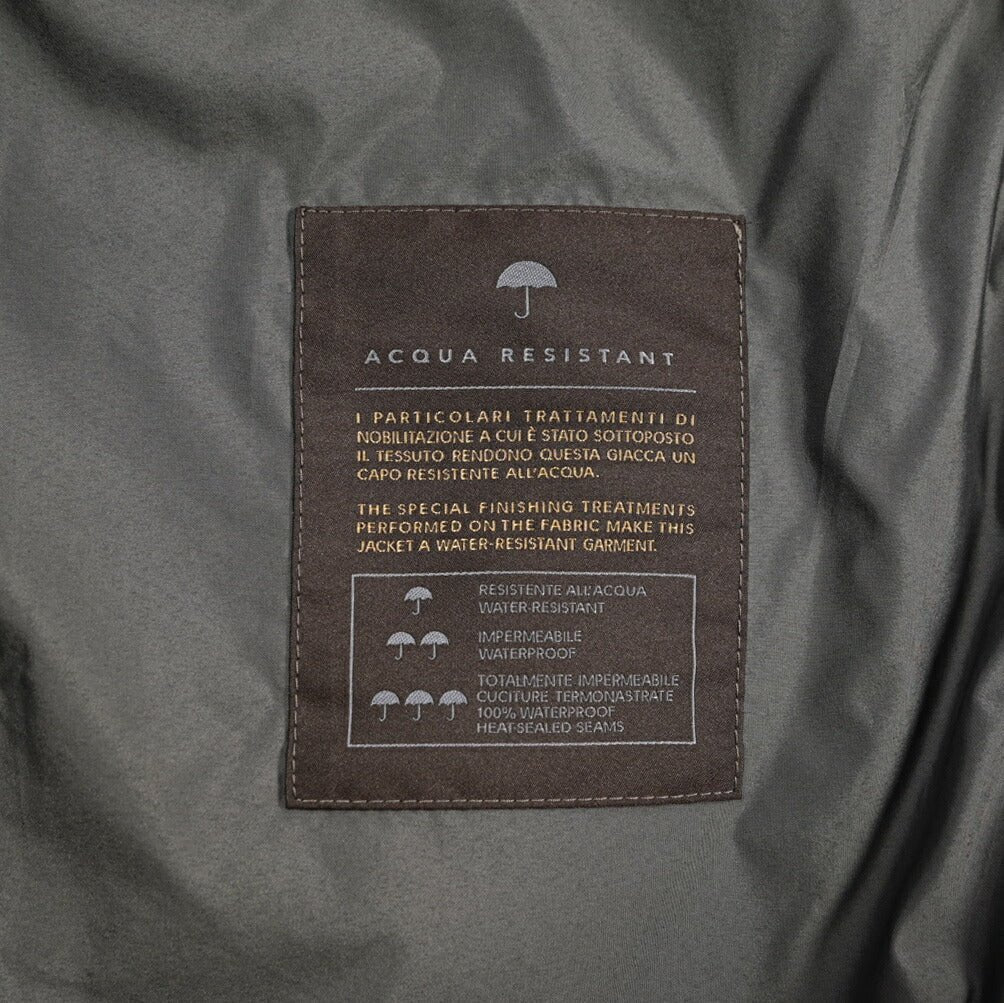 ACQUA RESISTANT
I PARTICOLARI TRATTAMENTI DI
NOBILITAZIONE A CUI È STATO SOTTOPOSTO
IL TESSUTO RENDONO QUESTA GIACCA UN
CAPO RESISTENTE ALL'ACQUA.
THE SPECIAL FINISHING TREATMENTS
PERFORMED ON THE FABRIC MAKE THIS
JACKET A WATER-RESISTANT GARMENT.
RESISTENTE ALL'ACQUA
WATER-RESISTANT
IMPERMEABILE
WATERPROOF
TOTALMENTE IMPERMEABILE
CUCITURE TERMONASTRATE
100% WATERPROOF
HEAT-SEALED SEAMS